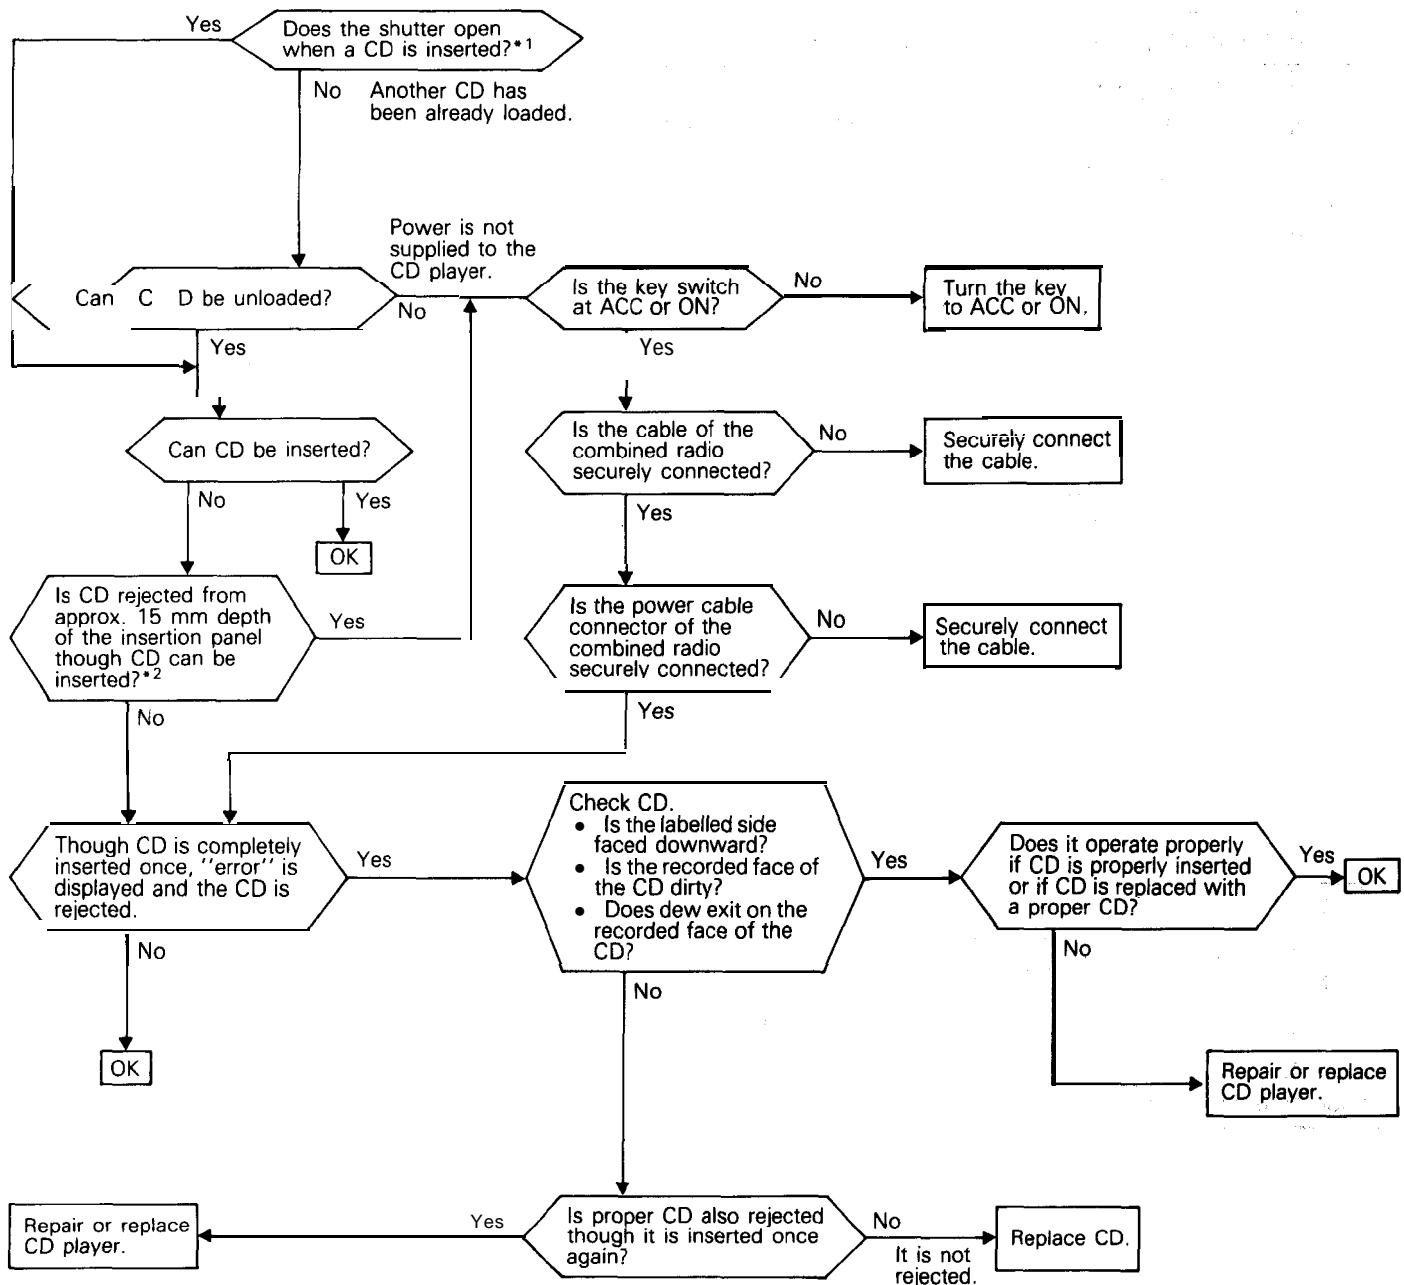 Yes
Does the shutter open
when a CD is inserted?*1
No
Another CD has
been already loaded.
Power is not
supplied to the
CD player.
Can C D be unloaded?
No
Yes
Is the key switch
at ACC or ON?
No
Turn the key
to ACC or ON.
Yes
Can CD be inserted?
No
Yes
OK
Is the cable of the
combined radio
securely connected?
No
Securely connect
the cable.
Yes
Is CD rejected from
approx. 15 mm depth
of the insertion panel
though CD can be
inserted?*2
Yes
No
Is the power cable
connector of the
combined radio
securely connected?
No
Securely connect
the cable.
Yes
Though CD is completely
inserted once, "error" is
displayed and the CD is
rejected.
Yes
No
OK
Check CD.
• Is the labelled side
faced downward?
• Is the recorded face of
the CD dirty?
• Does dew exit on the
recorded face of the
CD?
Yes
No
Does it operate properly
if CD is properly inserted
or if CD is replaced with
a proper CD?
Yes
OK
No
Repair or replace
CD player.
Repair or replace
CD player.
Yes
Is proper CD also rejected
though it is inserted once
again?
No
It is not
rejected.
Replace CD.